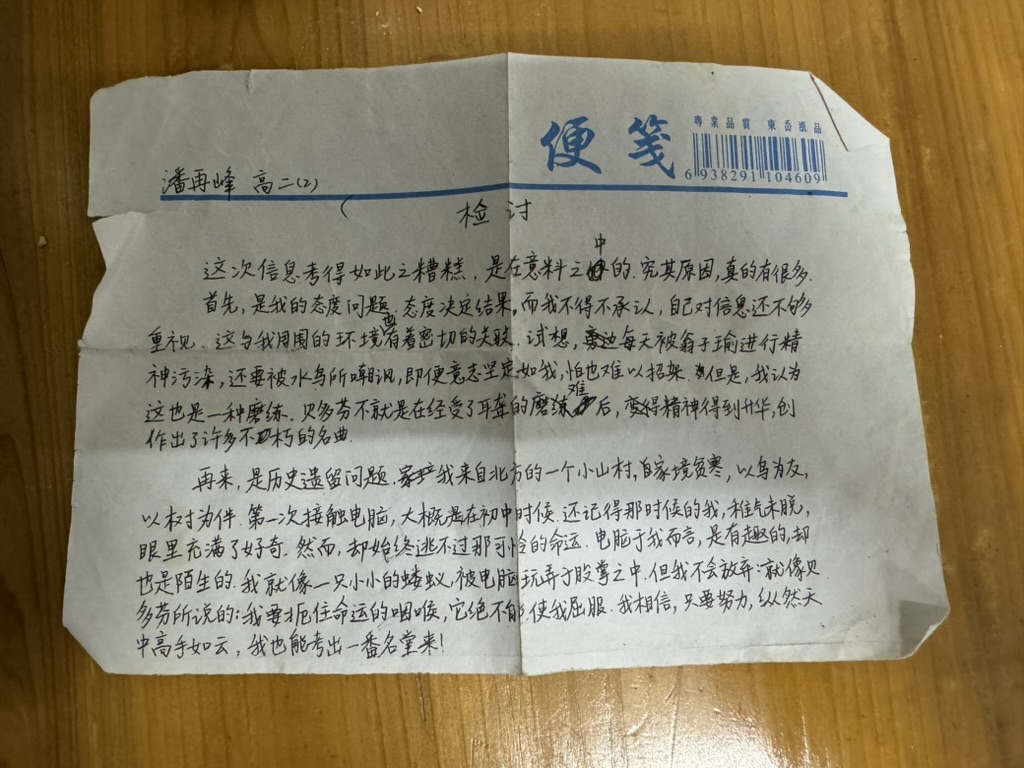 便笺
專業品質 東岳紙品
6 938291 104609
潘再峰 高二(2)
检讨
这次信息考得如此之糟糕,是在意料之中的.究其原因,真的有很多.
首先,是我的态度问题.态度决定结果.而我不得不承认,自己对信息还不够
重视.这也与我周围的环境有着密切的关联.试想,每天被翁子瑜进行精
神污染,还要被水鸟所嘲讽,即便意志坚定如我,怕也难以招架.但是,我认为
这也是一种磨练.贝多芬不就是在经受了耳聋的磨难后,变得精神得到升华,创
作出了许多不朽的名曲.
再来,是历史遗留问题.我来自北方的一个小山村,自家境贫寒,以鸟为友,
以树为伴.第一次接触电脑,大概是在初中时候.还记得那时候的我,稚气未脱,
眼里充满了好奇.然而,却始终逃不过那可怜的命运.电脑于我而言,是有趣的,却
也是陌生的.我就像一只小小的蝼蚁,被电脑玩弄于股掌之中.但我不会放弃.就像贝
多芬所说的:我要扼住命运的咽喉,它绝不能使我屈服.我相信,只要努力,纵然天
中高手如云,我也能考出一番名堂来!